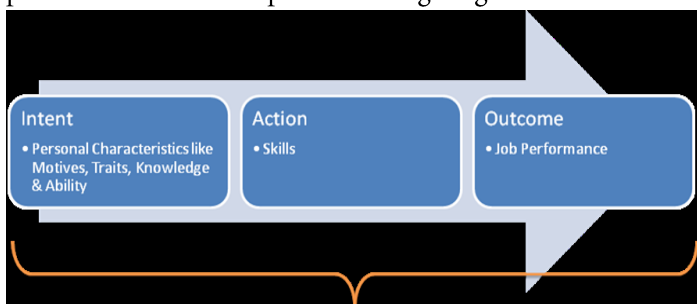 Intent
• Personal Characteristics like
Motives, Traits, Knowledge
& Ability
Action
• Skills
Outcome
• Job Performance